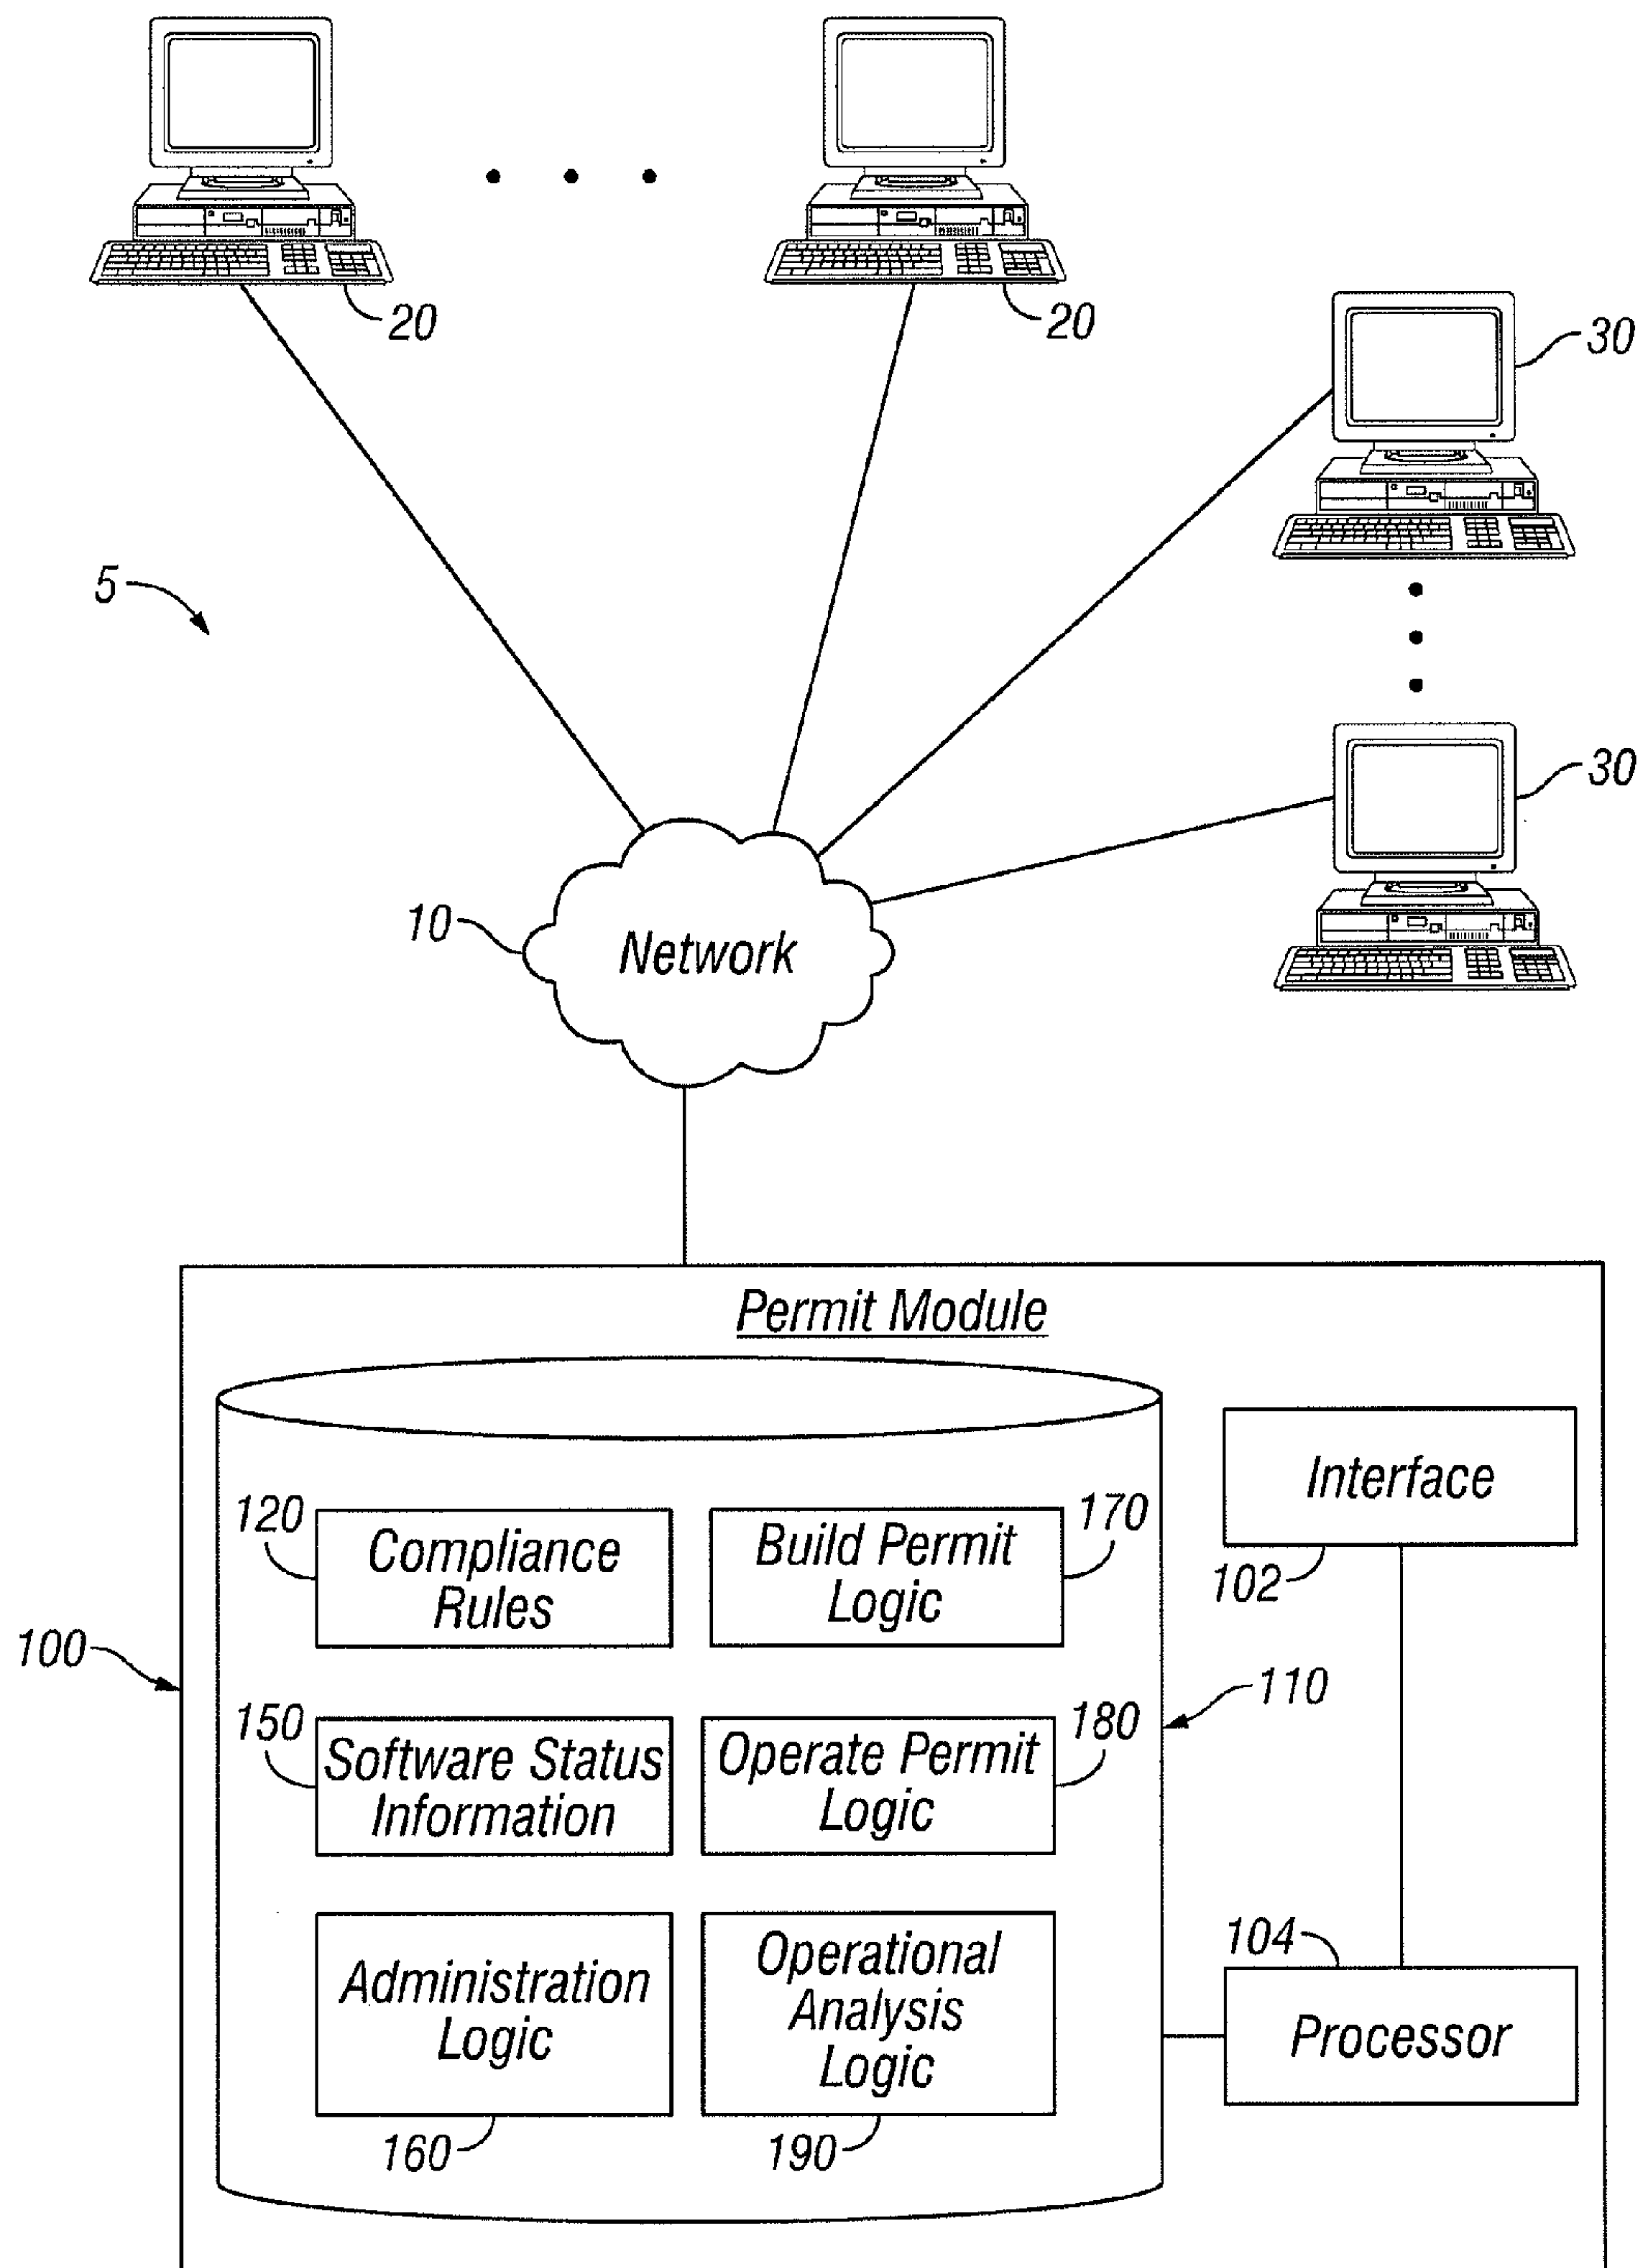 20
20
30
5
30
10
Network
Permit Module
Interface
120
Compliance
Rules
Build Permit
Logic
170
102
100
110
150
Software Status
Information
Operate Permit
Logic
180
Administration
Logic
Operational
Analysis
Logic
104
Processor
160
190